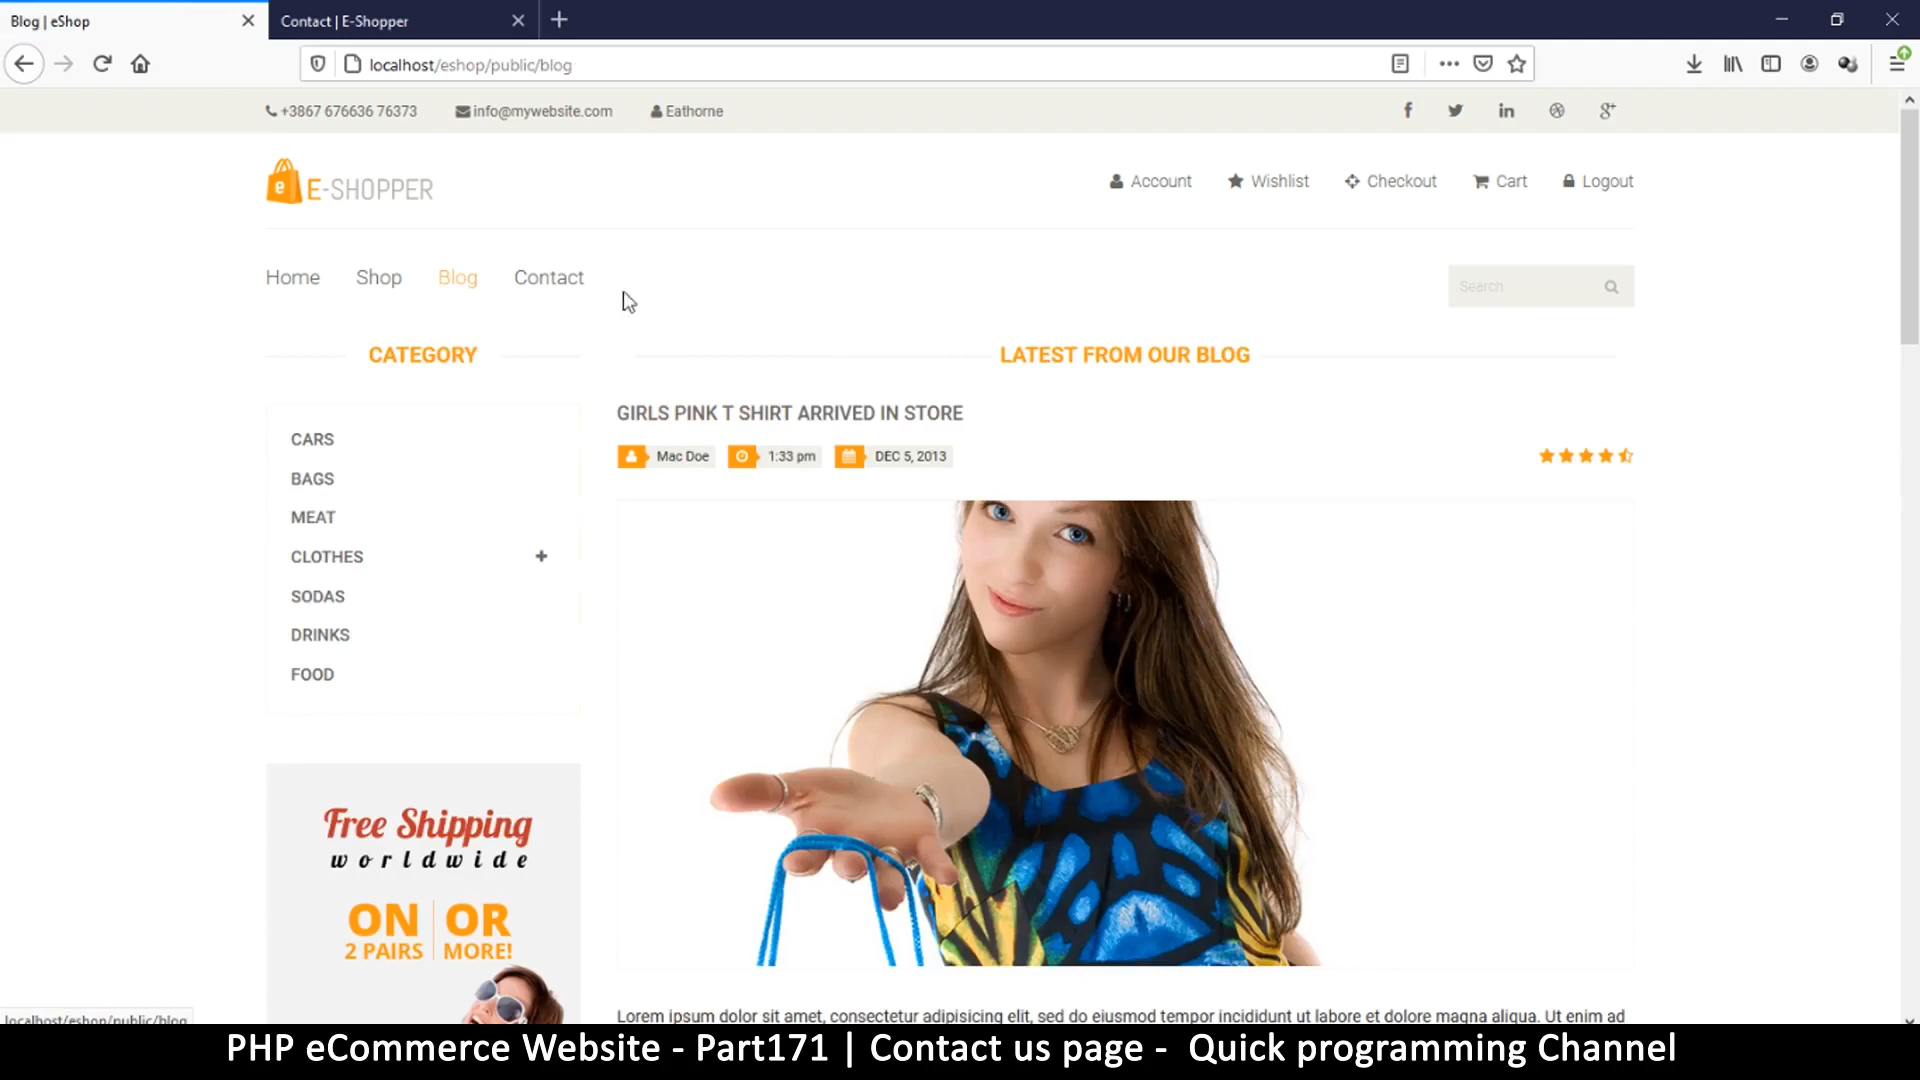 Blog | eShop
Contact | E-Shopper
localhost/eshop/public/blog
+3867 676636 76373
info@mywebsite.com
Eathorne
E-SHOPPER
Account
Wishlist
Checkout
Cart
Logout
Home
Shop
Blog
Contact
Search
CATEGORY
LATEST FROM OUR BLOG
GIRLS PINK T SHIRT ARRIVED IN STORE
Mac Doe
1:33 pm
DEC 5, 2013
CARS
BAGS
MEAT
CLOTHES
SODAS
DRINKS
FOOD
Free Shipping
worldwide
ON OR
2 PAIRS MORE!
Lorem ipsum dolor sit amet, consectetur adipisicing elit, sed do eiusmod tempor incididunt ut labore et dolore magna aliqua. Ut enim ad
localhost/eshop/public/blog
PHP eCommerce Website - Part171 | Contact us page - Quick programming Channel